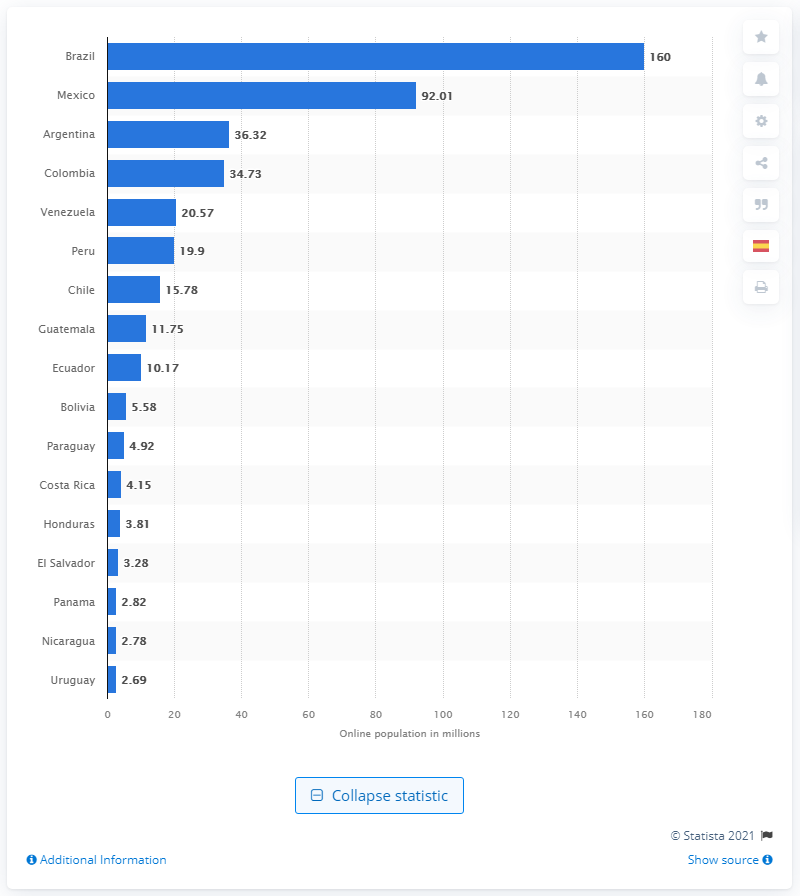 Brazil 160
Mexico 92.01
Argentina 36.32
Colombia 34.73
Venezuela 20.57
Peru 19.9
Chile 15.78
Guatemala 11.75
Ecuador 10.17
Bolivia 5.58
Paraguay 4.92
Costa Rica 4.15
Honduras 3.81
El Salvador 3.28
Panama 2.82
Nicaragua 2.78
Uruguay 2.69
0 20 40 60 80 100 120 140 160 180
Online population in millions
Collapse statistic
© Statista 2021
Additional Information Show source